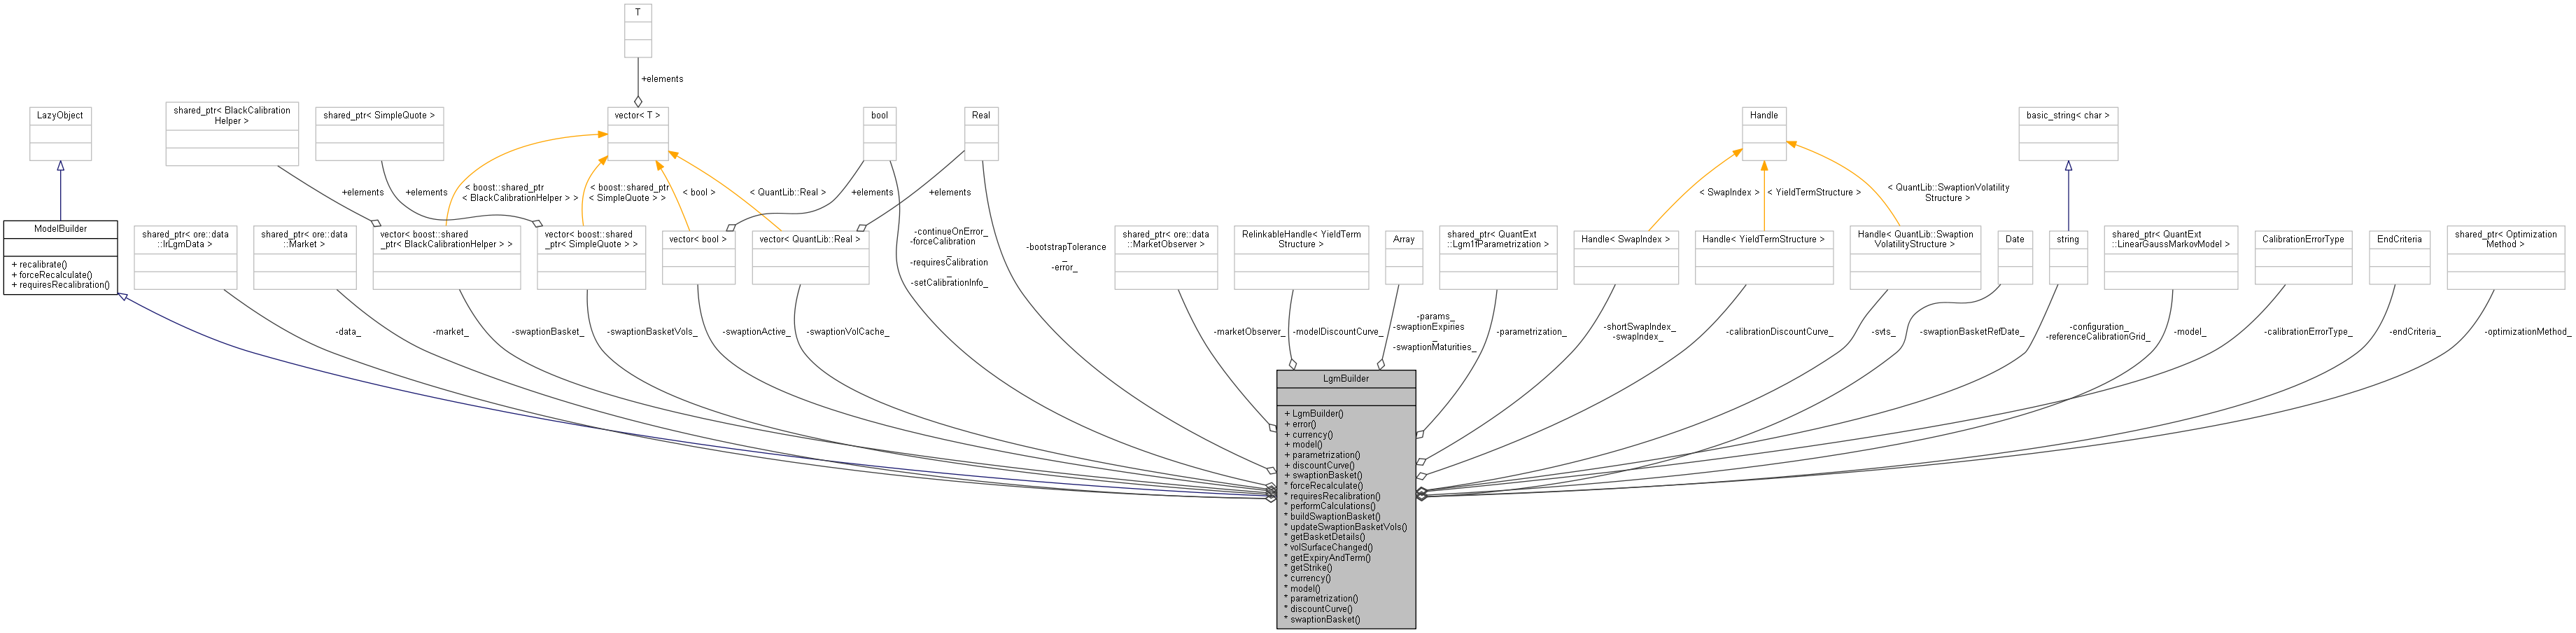 T
+elements
LazyObject
shared_ptr< BlackCalibration
Helper >
shared_ptr< SimpleQuote >
vector< T >
bool
Real
Handle
basic_string< char >
+elements
+elements
< boost::shared_ptr
< BlackCalibrationHelper > >
< boost::shared_ptr
< SimpleQuote > >
< bool >
< QuantLib::Real >
+elements
+elements
< SwapIndex >
< YieldTermStructure >
< QuantLib::SwaptionVolatility
Structure >
ModelBuilder
+ recalibrate()
+ forceRecalculate()
+ requiresRecalibration()
shared_ptr< ore::data
::IrLgmData >
shared_ptr< ore::data
::Market >
vector< boost::shared
_ptr< BlackCalibrationHelper > >
vector< boost::shared
_ptr< SimpleQuote > >
vector< bool >
vector< QuantLib::Real >
-continueOnError_
-forceCalibration
_
-requiresCalibration
_
-setCalibrationInfo_
-bootstrapTolerance
_
-error_
shared_ptr< ore::data
::MarketObserver >
RelinkableHandle< YieldTerm
Structure >
Array
shared_ptr< QuantExt
::Lgm1fParametrization >
Handle< SwapIndex >
Handle< YieldTermStructure >
Handle< QuantLib::Swaption
VolatilityStructure >
Date
string
shared_ptr< QuantExt
::LinearGaussMarkovModel >
CalibrationErrorType
EndCriteria
shared_ptr< Optimization
Method >
-data_
-market_
-swaptionBasket_
-swaptionBasketVols_
-swaptionActive_
-swaptionVolCache_
-marketObserver_
-modelDiscountCurve_
-params_
-swaptionExpiries
_
-swaptionMaturities_
-parametrization_
-shortSwapIndex_
-swapIndex_
-calibrationDiscountCurve_
-svts_
-swaptionBasketRefDate_
-configuration_
-referenceCalibrationGrid_
-model_
-calibrationErrorType_
-endCriteria_
-optimizationMethod_
LgmBuilder
+ LgmBuilder()
+ error()
+ currency()
+ model()
+ parametrization()
+ discountCurve()
+ swaptionBasket()
* forceRecalculate()
* requiresRecalibration()
* performCalculations()
* buildSwaptionBasket()
* updateSwaptionBasketVols()
* getBasketDetails()
* volSurfaceChanged()
* getExpiryAndTerm()
* getStrike()
* currency()
* model()
* parametrization()
* discountCurve()
* swaptionBasket()